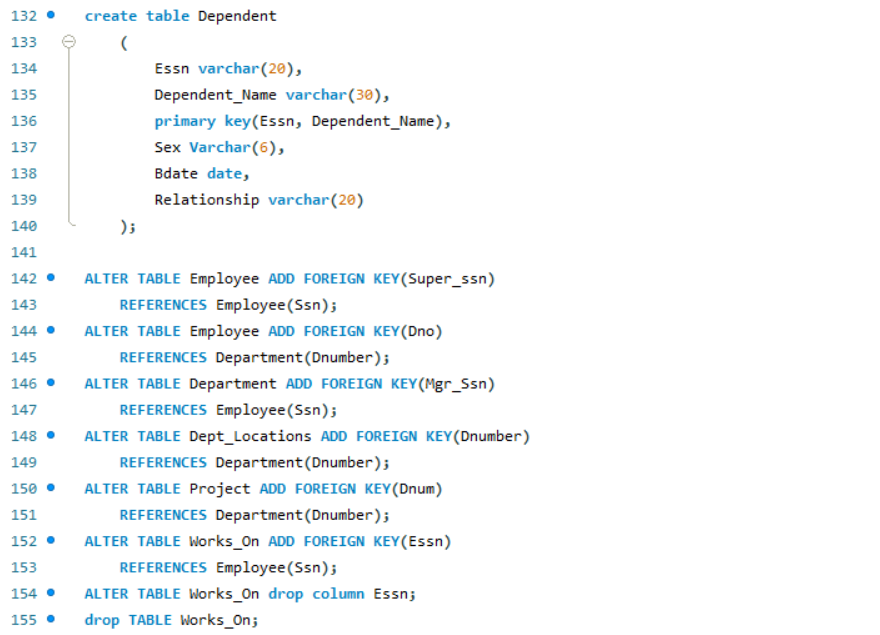 132 create table Dependent
133 (
134 Essn varchar(20),
135 Dependent_Name varchar(30),
136 primary key(Essn, Dependent_Name),
137 Sex Varchar(6),
138 Bdate date,
139 Relationship varchar(20)
140 );
141
142 ALTER TABLE Employee ADD FOREIGN KEY(Super_ssn)
143 REFERENCES Employee(Ssn);
144 ALTER TABLE Employee ADD FOREIGN KEY(Dno)
145 REFERENCES Department(Dnumber);
146 ALTER TABLE Department ADD FOREIGN KEY(Mgr_Ssn)
147 REFERENCES Employee(Ssn);
148 ALTER TABLE Dept_Locations ADD FOREIGN KEY(Dnumber)
149 REFERENCES Department(Dnumber);
150 ALTER TABLE Project ADD FOREIGN KEY(Dnum)
151 REFERENCES Department(Dnumber);
152 ALTER TABLE Works_On ADD FOREIGN KEY(Essn)
153 REFERENCES Employee(Ssn);
154 ALTER TABLE Works_On drop column Essn;
155 drop TABLE Works_On;